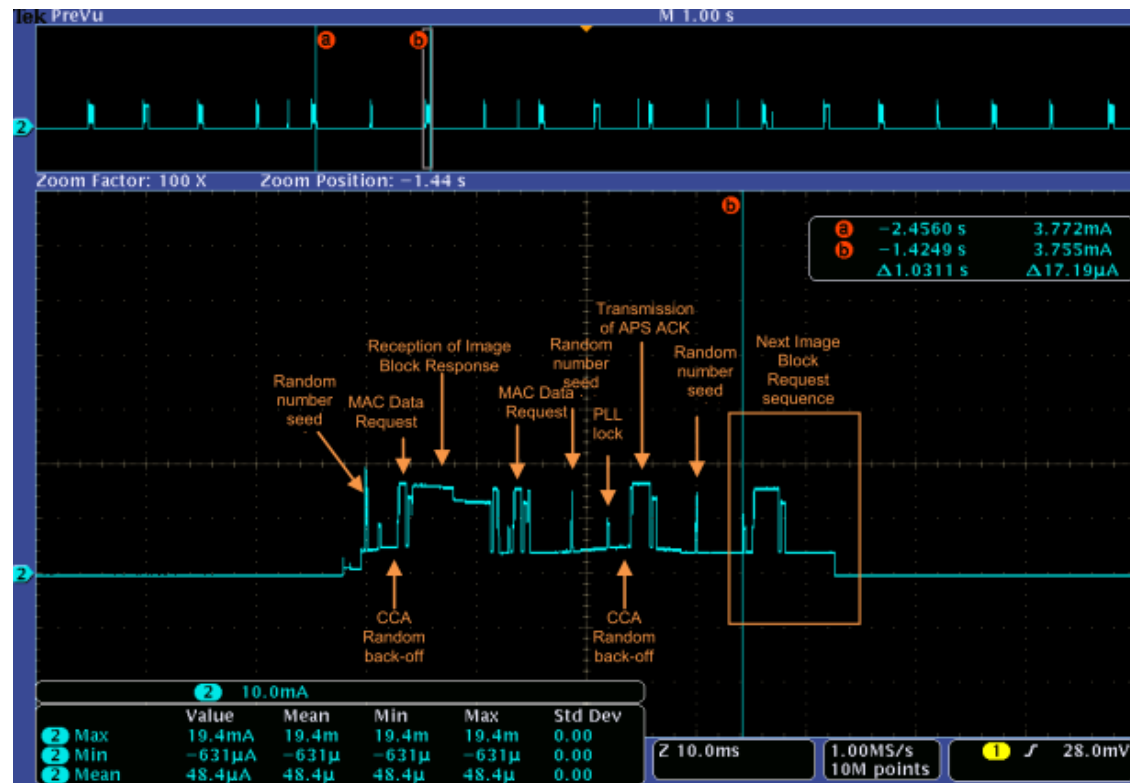 Tek PreVu M 1.00 s
a b
2
Zoom Factor: 100 X Zoom Position: −1.44 s
b
a −2.4560 s 3.772mA
b −1.4249 s 3.755mA
Δ1.0311 s Δ17.19µA
Random
number
seed
MAC Data
Request
Reception of Image
Block Response
MAC Data
Request
Random
number
seed
PLL
lock
Transmission
of APS ACK
Random
number
seed
Next Image
Block
Request
sequence
2
CCA
Random
back-off
CCA
Random
back-off
2 10.0mA
Value Mean Min Max Std Dev
2 Max 19.4mA 19.4m 19.4m 19.4m 0.00
2 Min −631µA −631µ −631µ −631µ 0.00
2 Mean 48.4µA 48.4µ 48.4µ 48.4µ 0.00
Z 10.0ms
1.00MS/s
10M points
1 28.0mV